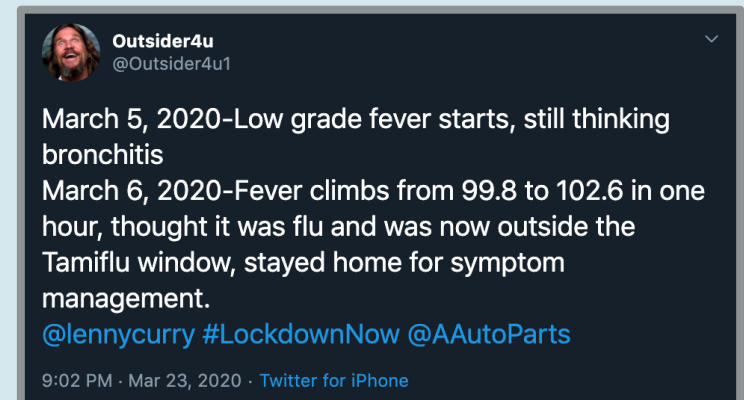 Outsider4u
@Outsider4u1
March 5, 2020-Low grade fever starts, still thinking
bronchitis
March 6, 2020-Fever climbs from 99.8 to 102.6 in one
hour, thought it was flu and was now outside the
Tamiflu window, stayed home for symptom
management.
@lennycurry #LockdownNow @AAutoParts
9:02 PM · Mar 23, 2020 · Twitter for iPhone